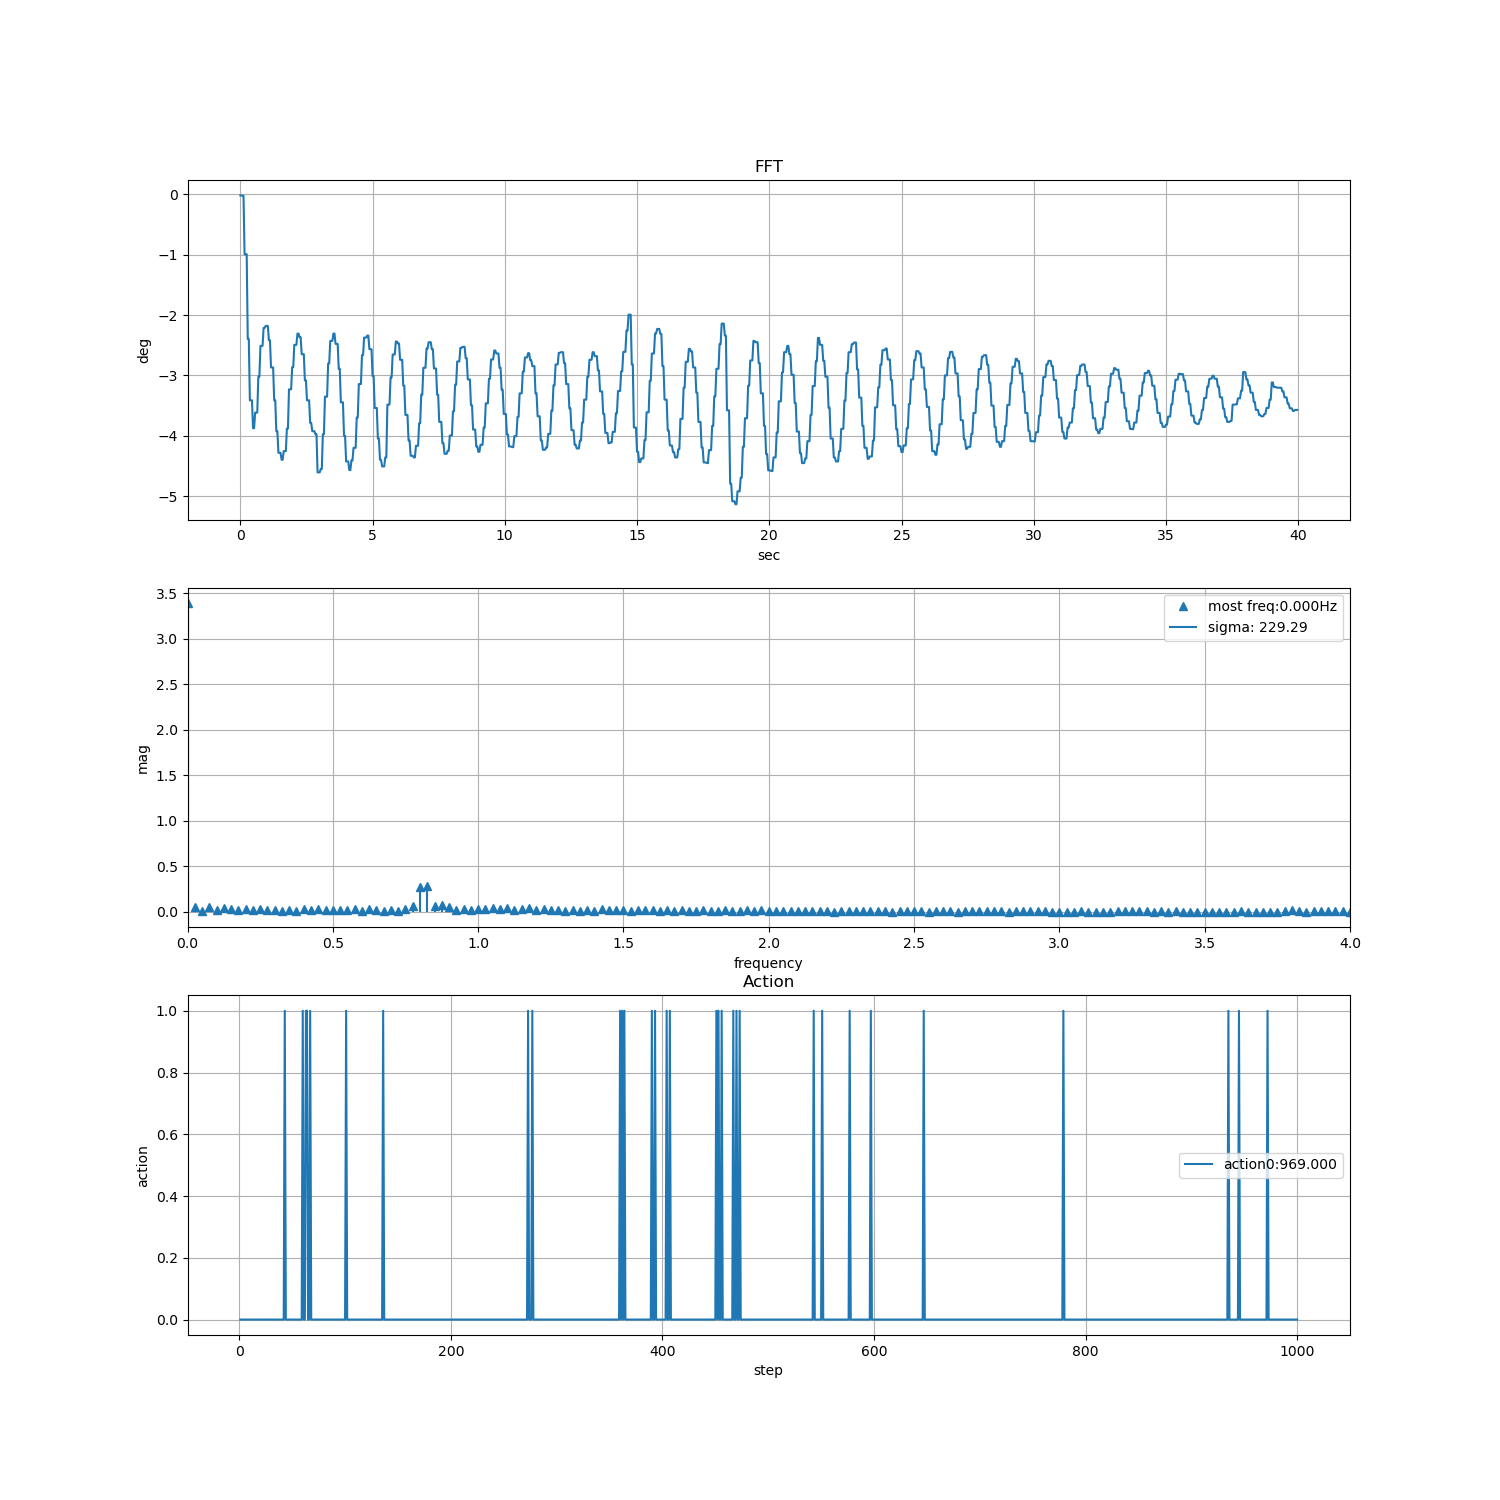 FFT
0
−1
−2
−3
−4
−5
deg
0 5 10 15 20 25 30 35 40
sec
3.5
3.0
2.5
2.0
1.5
1.0
0.5
0.0
mag
most freq:0.000Hz
sigma: 229.29
0.0 0.5 1.0 1.5 2.0 2.5 3.0 3.5 4.0
frequency
Action
1.0
0.8
0.6
0.4
0.2
0.0
action
action0:969.000
0 200 400 600 800 1000
step